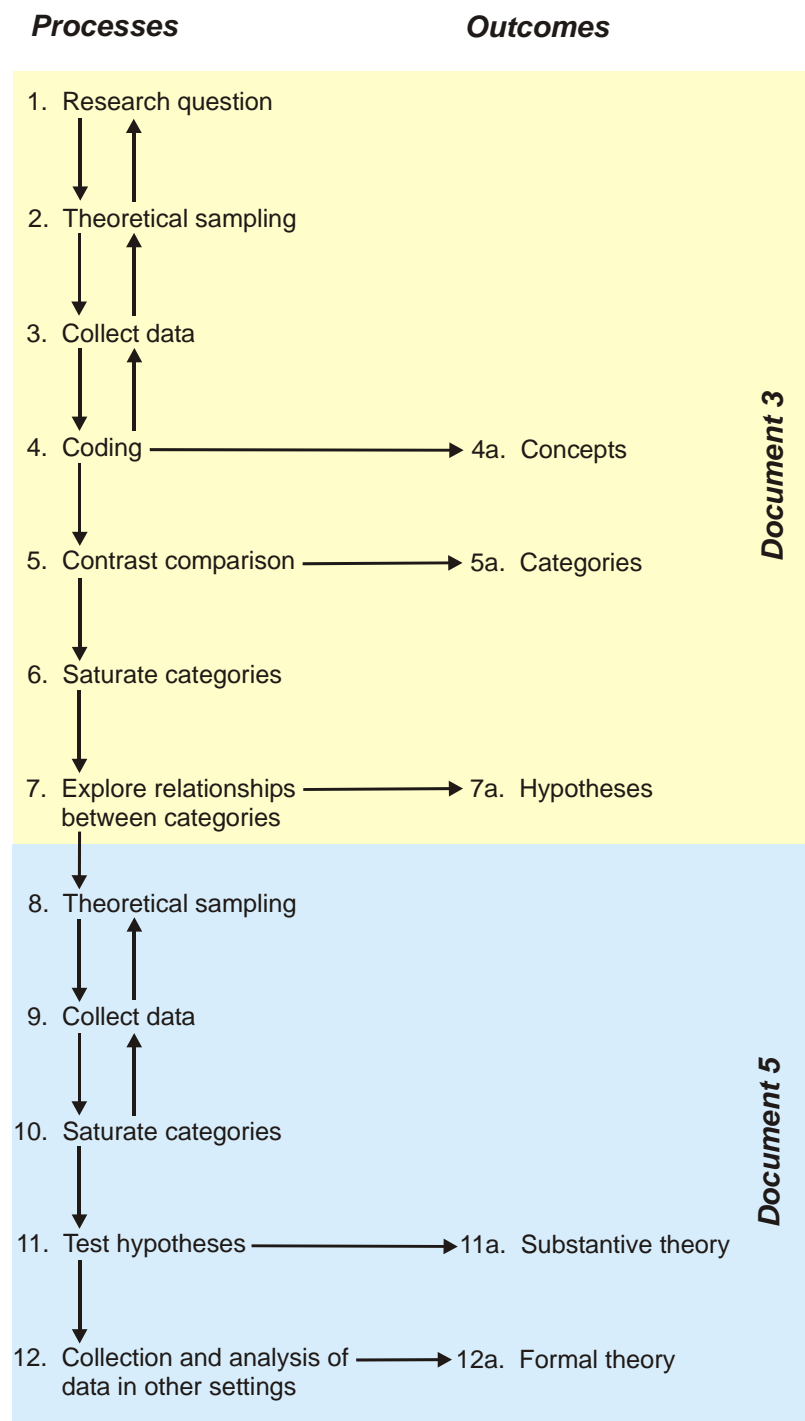 Processes
Outcomes
1. Research question
2. Theoretical sampling
3. Collect data
4. Coding
4a. Concepts
5. Contrast comparison
5a. Categories
6. Saturate categories
7. Explore relationships
between categories
7a. Hypotheses
Document 3
8. Theoretical sampling
9. Collect data
10. Saturate categories
11. Test hypotheses
11a. Substantive theory
12. Collection and analysis of
data in other settings
12a. Formal theory
Document 5